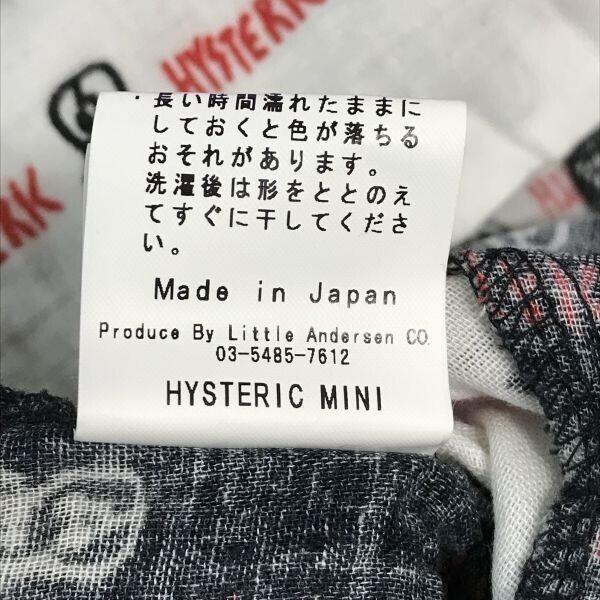 HYSTERIC
・長い時間濡れたままに
しておくと色が落ちる
おそれがあります。
洗濯後は形をととのえ
てすぐに干してくださ
い。
Made in Japan
Produce By Little Andersen CO.
03-5485-7612
HYSTERIC MINI